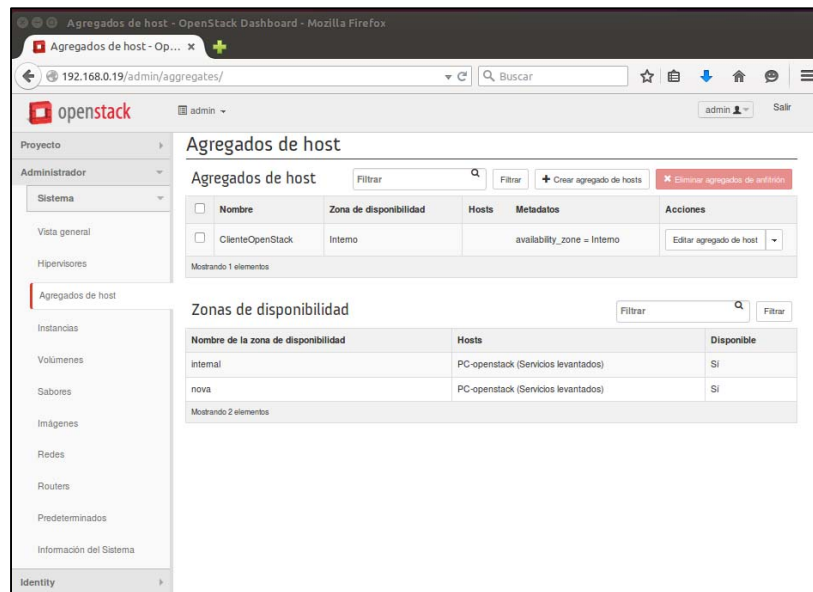 Agregados de host - OpenStack Dashboard - Mozilla Firefox
Agregados de host - Op... ×
192.168.0.19/admin/aggregates/
Buscar
openstack
admin
admin
Salir
Proyecto
Administrador
Sistema
Vista general
Hipervisores
Agregados de host
Instancias
Volúmenes
Sabores
Imágenes
Redes
Routers
Predeterminados
Información del Sistema
Identity
Agregados de host
Agregados de host
Filtrar
Filtrar
+ Crear agregado de hosts
✖ Eliminar agregados de anfitrión
Nombre Zona de disponibilidad Hosts Metadatos Acciones
ClienteOpenStack Interno availability_zone = Interno Editar agregado de host
Mostrando 1 elementos
Zonas de disponibilidad
Filtrar
Filtrar
Nombre de la zona de disponibilidad Hosts Disponible
internal PC-openstack (Servicios levantados) Sí
nova PC-openstack (Servicios levantados) Sí
Mostrando 2 elementos